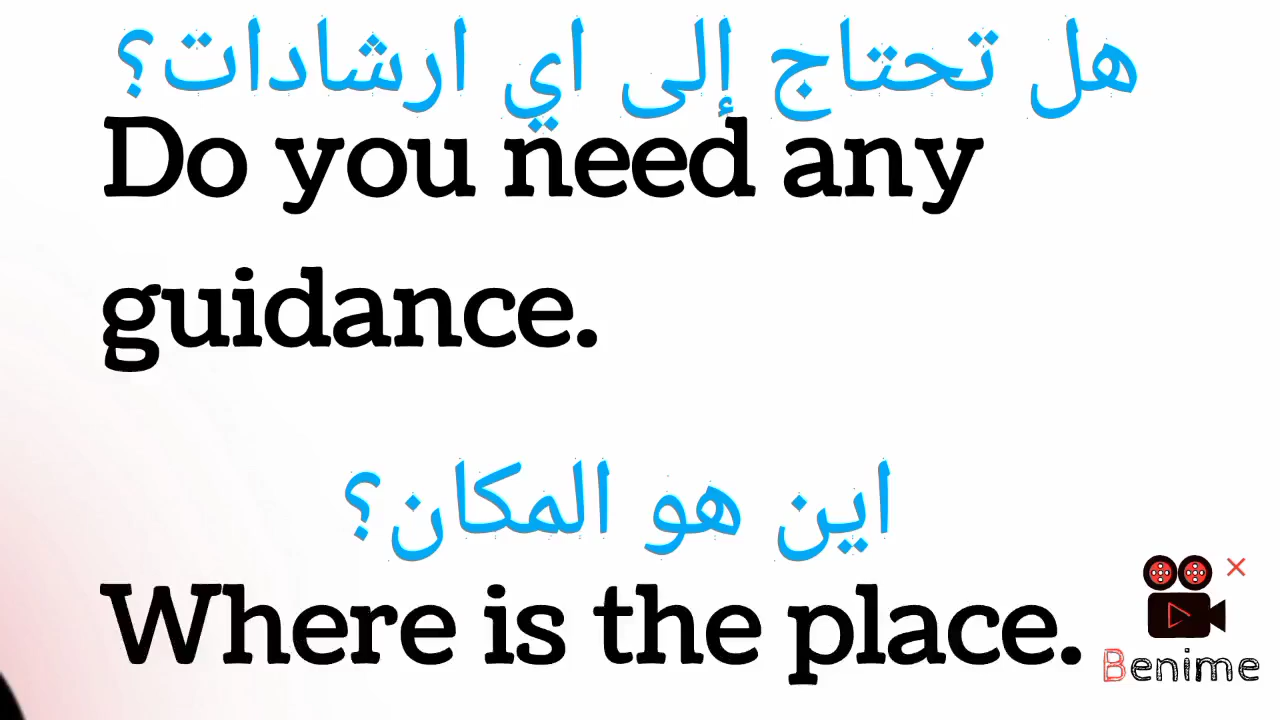 هل تحتاج إلى اي ارشادات؟
Do you need any
guidance.
اين هو المكان؟
Where is the place.
Benime